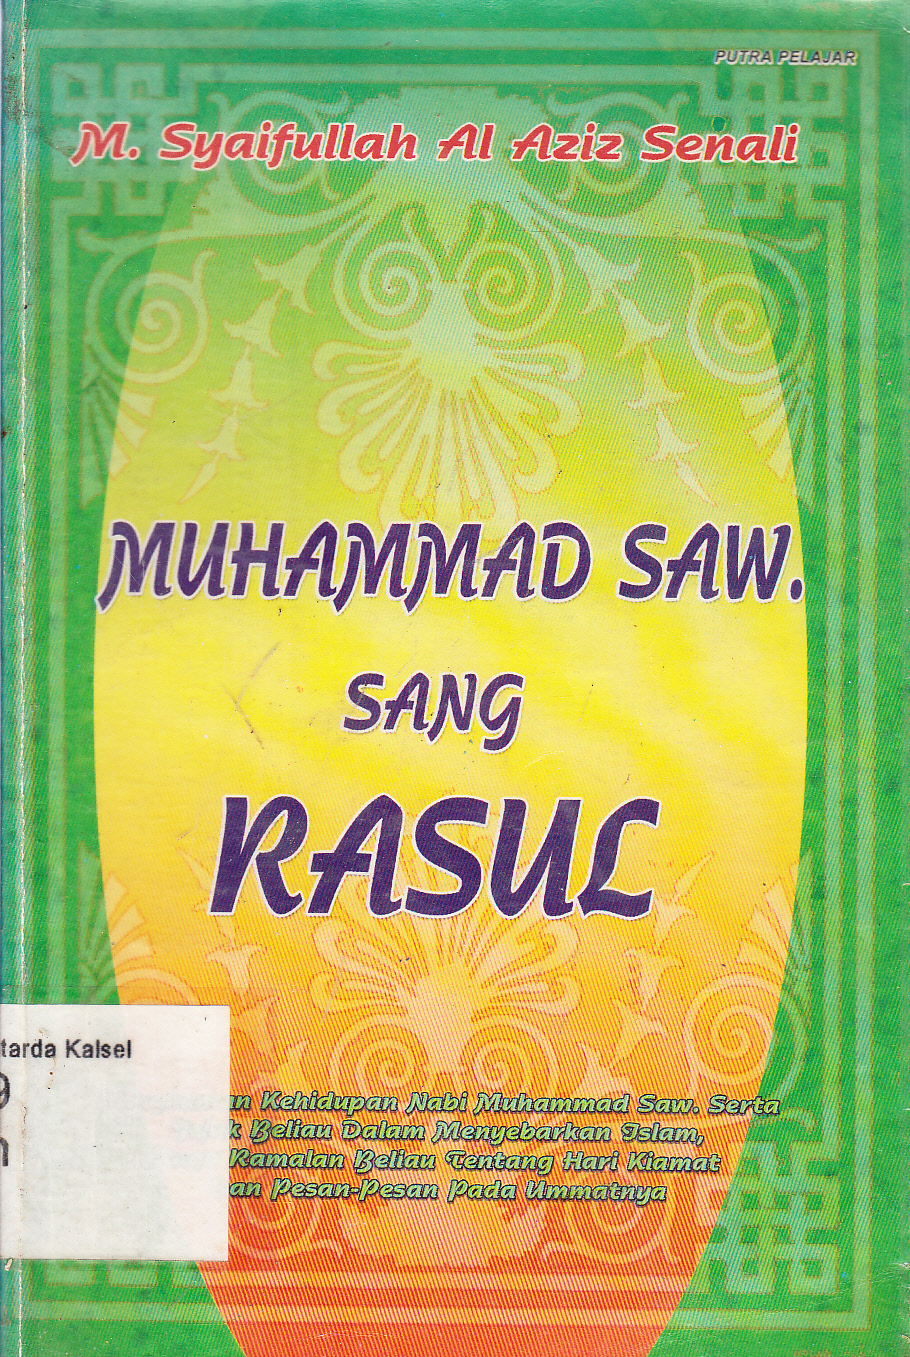 PUTRA PELAJAR
M. Syaifullah Al Aziz Senali
MUHAMMAD SAW.
SANG
RASUL
tarda Kalsel
9
Kehidupan Nabi Muhammad Saw. Serta
Beliau Dalam Menyebarkan Islam,
Ramalan Beliau Tentang Hari Kiamat
Pesan-Pesan Pada Ummatnya